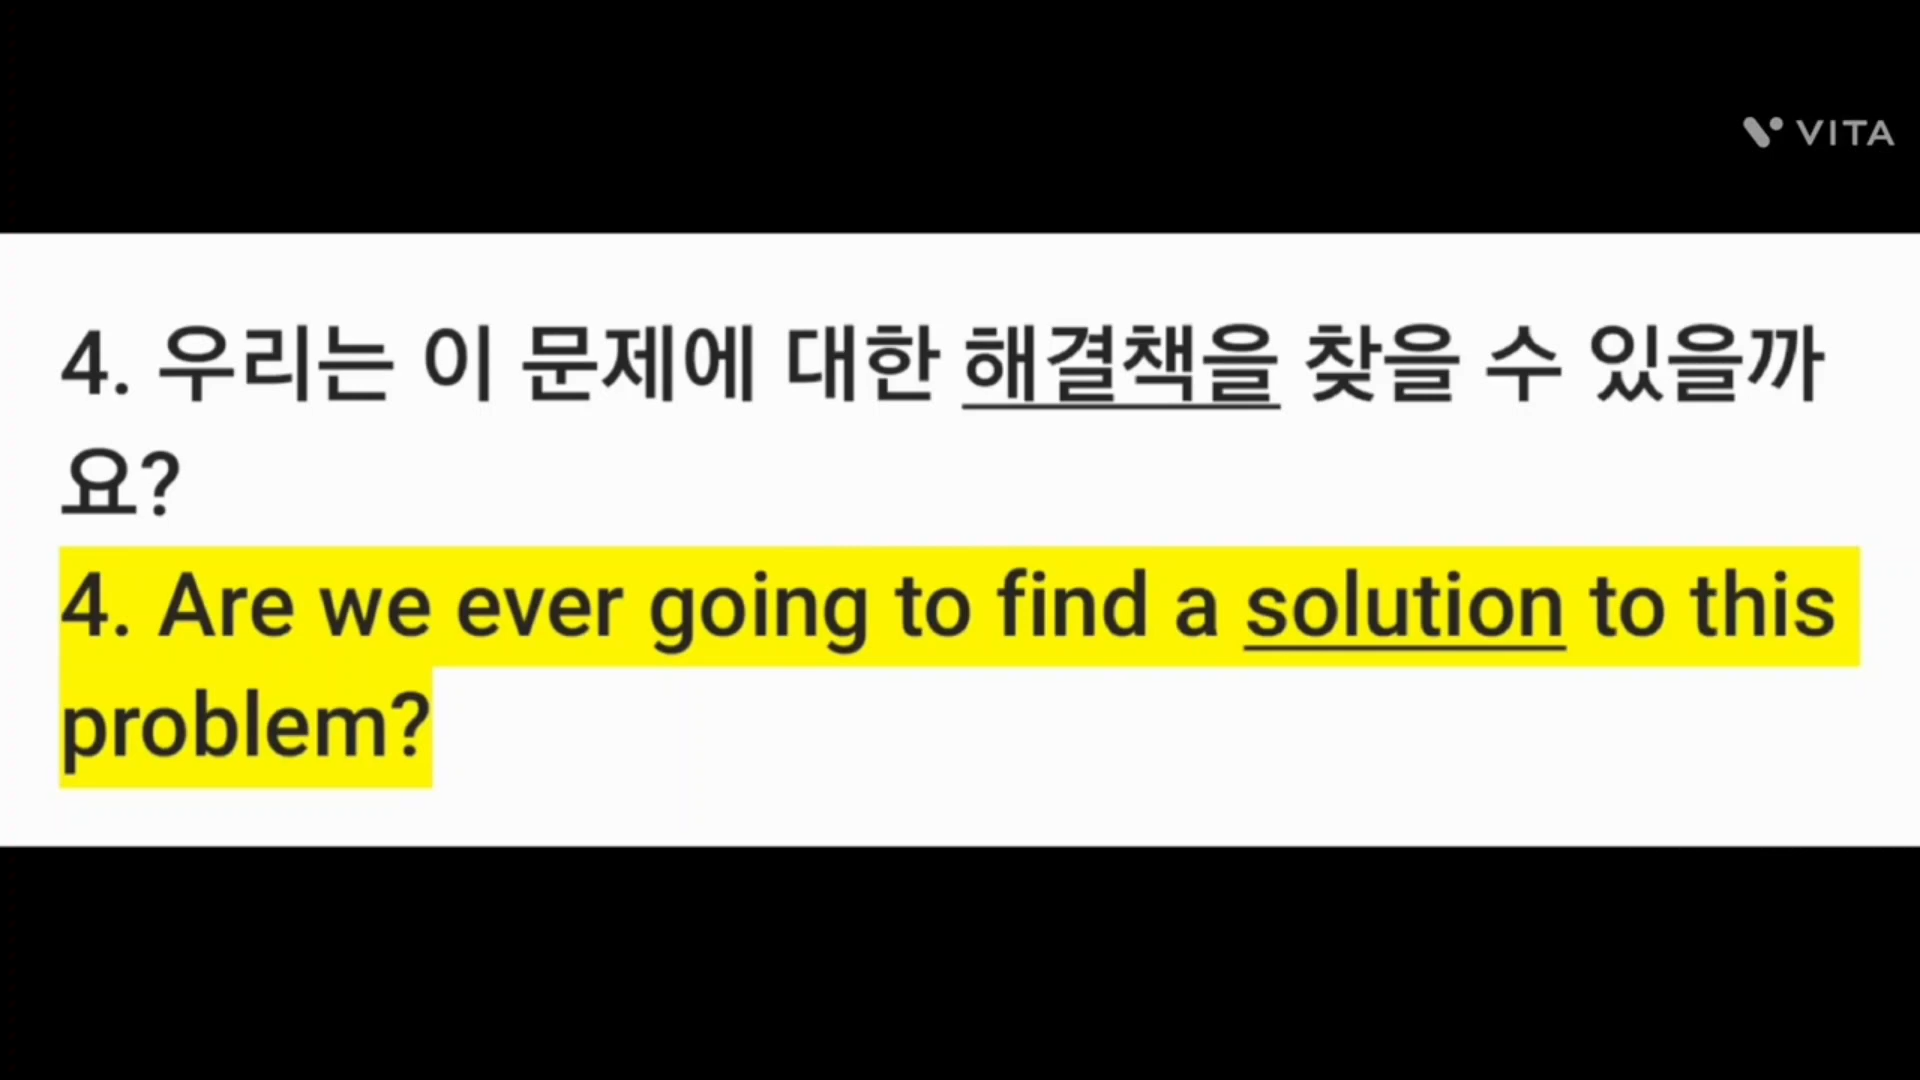 VITA
4. 우리는 이 문제에 대한 해결책을 찾을 수 있을까
요?
4. Are we ever going to find a solution to this
problem?